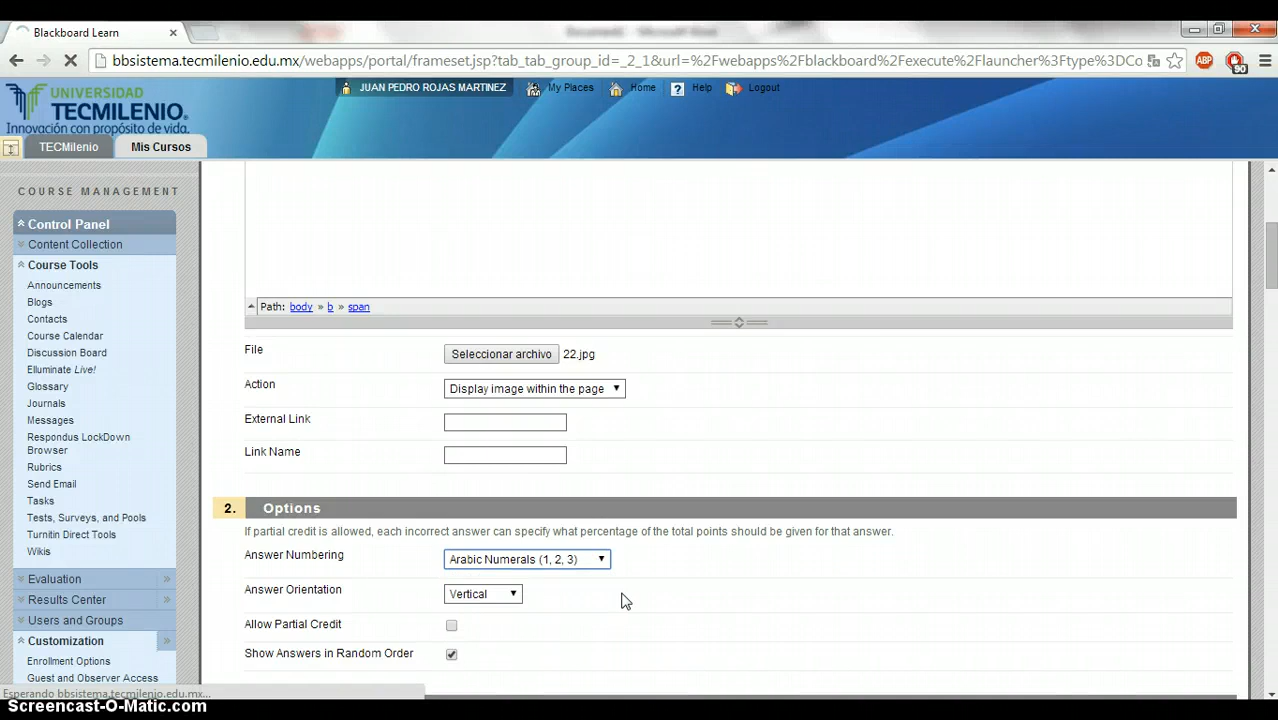 Blackboard Learn
bbsistema.tecmilenio.edu.mx/webapps/portal/frameset.jsp?tab_tab_group_id=_2_1&url=%2Fwebapps%2Fblackboard%2Fexecute%2Flauncher%3Ftype%3DCo
ABP
90
UNIVERSIDAD
TECMILENIO.
Innovación con propósito de vida.
JUAN PEDRO ROJAS MARTINEZ My Places Home ? Help Logout
TECMilenio Mis Cursos
COURSE MANAGEMENT
Control Panel
Content Collection
Course Tools
Announcements
Blogs
Contacts
Course Calendar
Discussion Board
Elluminate Live!
Glossary
Journals
Messages
Respondus LockDown
Browser
Rubrics
Send Email
Tasks
Tests, Surveys, and Pools
Turnitin Direct Tools
Wikis
Evaluation
Results Center
Users and Groups
Customization
Enrollment Options
Guest and Observer Access
Path: body » b » span
File Seleccionar archivo 22.jpg
Action Display image within the page
External Link
Link Name
2. Options
If partial credit is allowed, each incorrect answer can specify what percentage of the total points should be given for that answer.
Answer Numbering Arabic Numerals (1, 2, 3)
Answer Orientation Vertical
Allow Partial Credit
Show Answers in Random Order
Esperando bbsistema.tecmilenio.edu.mx...
Screencast-O-Matic.com